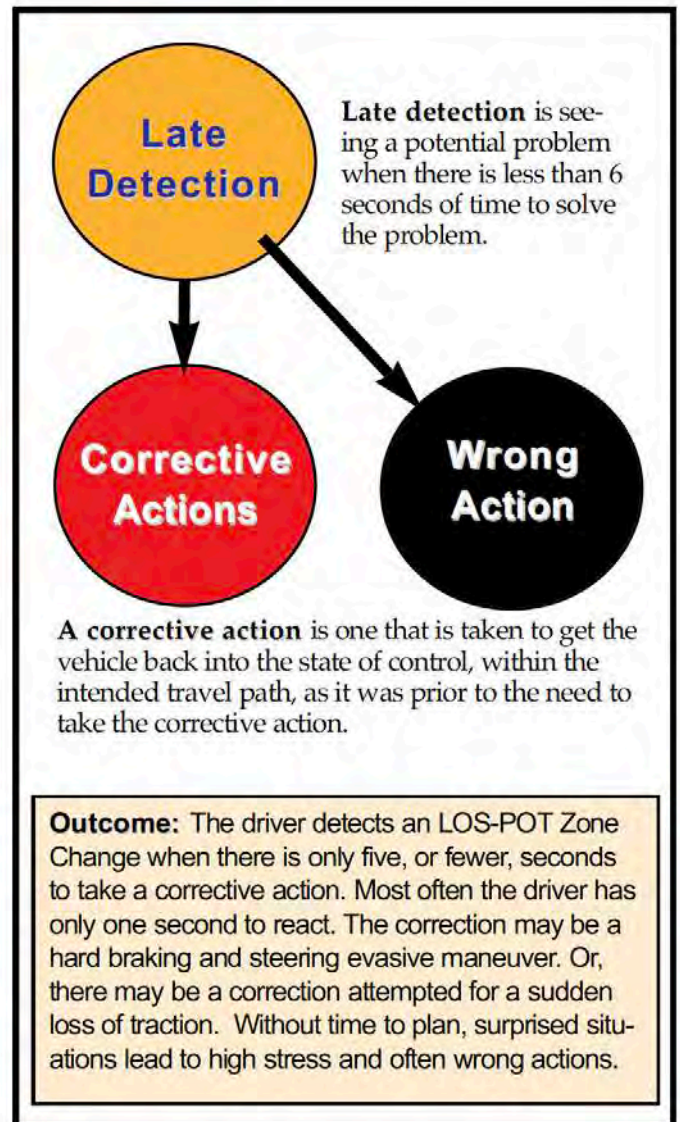 Late
Detection
Late detection is see-
ing a potential problem
when there is less than 6
seconds of time to solve
the problem.
Corrective
Actions
Wrong
Action
A corrective action is one that is taken to get the
vehicle back into the state of control, within the
intended travel path, as it was prior to the need to
take the corrective action.
Outcome: The driver detects an LOS-POT Zone
Change when there is only five, or fewer, seconds
to take a corrective action. Most often the driver has
only one second to react. The correction may be a
hard braking and steering evasive maneuver. Or,
there may be a correction attempted for a sudden
loss of traction. Without time to plan, surprised situ-
ations lead to high stress and often wrong actions.